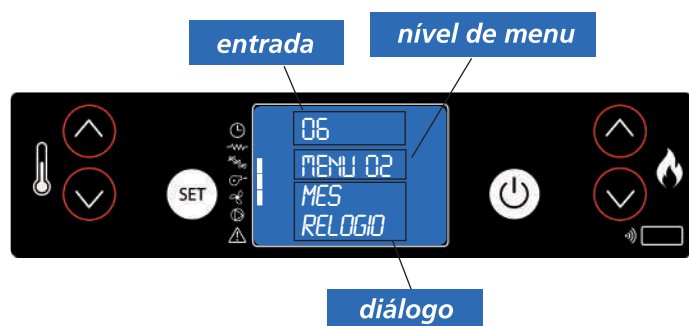 entrada
nível de menu
06
MENU 02
SET
MES
RELOGIO
diálogo